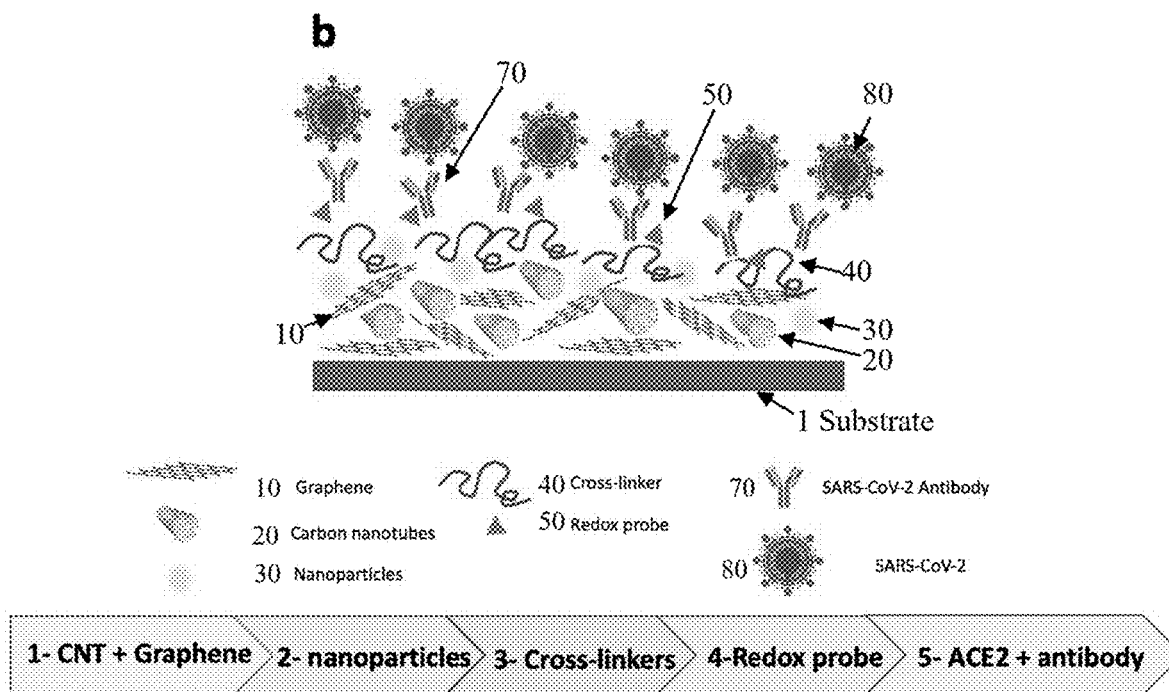 b
70
50
80
40
10
30
20
1 Substrate
10 Graphene
20 Carbon nanotubes
30 Nanoparticles
40 Cross-linker
50 Redox probe
70 SARS-CoV-2 Antibody
80 SARS-CoV-2
1- CNT + Graphene 2- nanoparticles 3- Cross-linkers 4-Redox probe 5- ACE2 + antibody